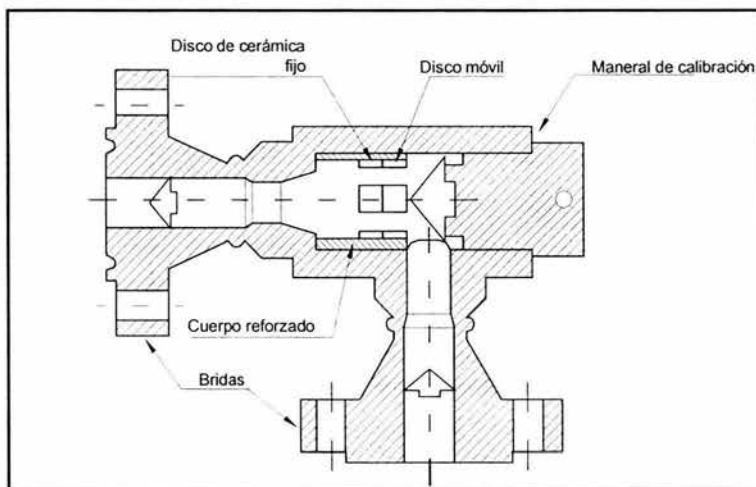 Disco de cerámica
fijo
Disco móvil
Maneral de calibración
Cuerpo reforzado
Bridas